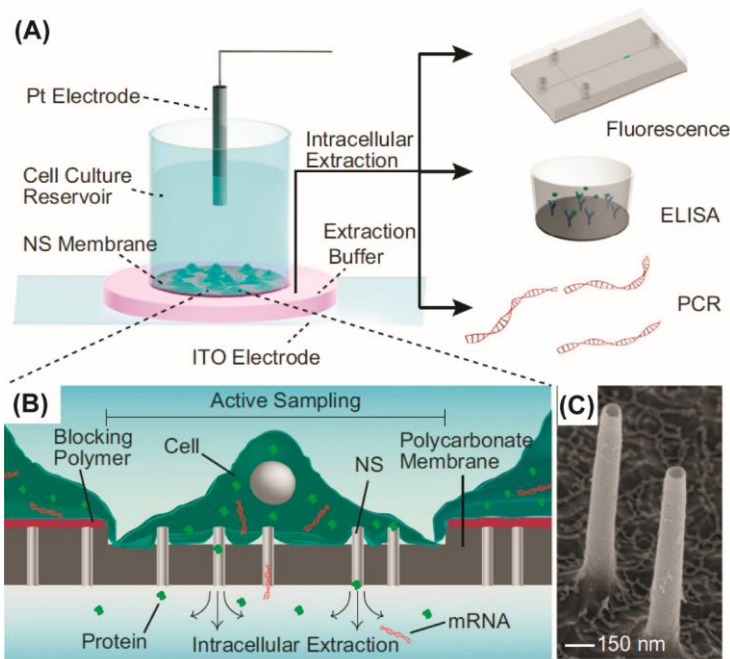 (A)
Pt Electrode
Cell Culture
Reservoir
NS Membrane
Intracellular
Extraction
Extraction
Buffer
ITO Electrode
Fluorescence
ELISA
PCR
(B)
Active Sampling
Blocking
Polymer
Cell
NS
Polycarbonate
Membrane
Protein
Intracellular Extraction
mRNA
(C)
150 nm